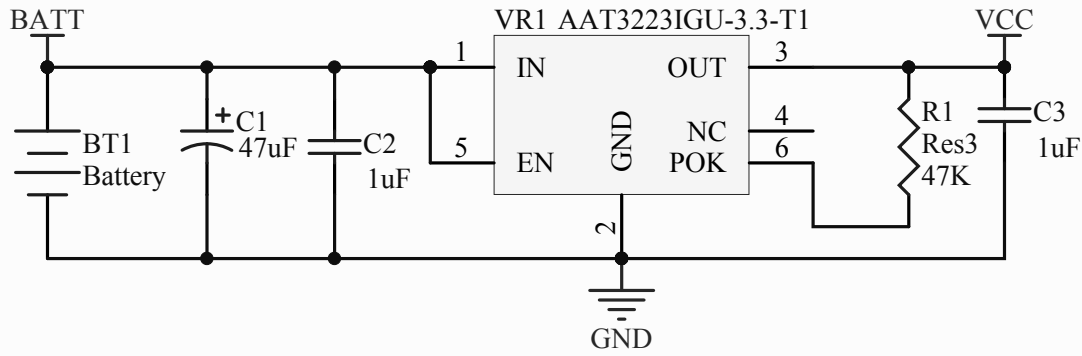 BATT
VR1 AAT3223IGU-3.3-T1
VCC
1
IN
OUT
3
+
C1
47uF
BT1
Battery
C2
1uF
5
EN
GND
NC
4
POK
6
R1
Res3
47K
C3
1uF
2
GND